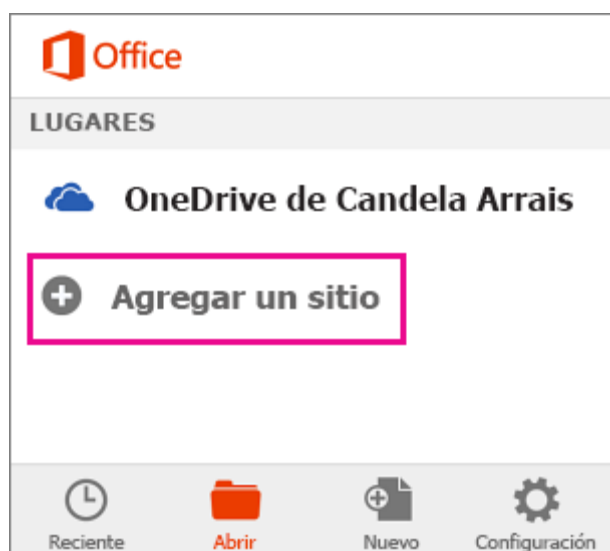 Office
LUGARES
OneDrive de Candela Arrais
Agregar un sitio
Reciente Abrir Nuevo Configuración